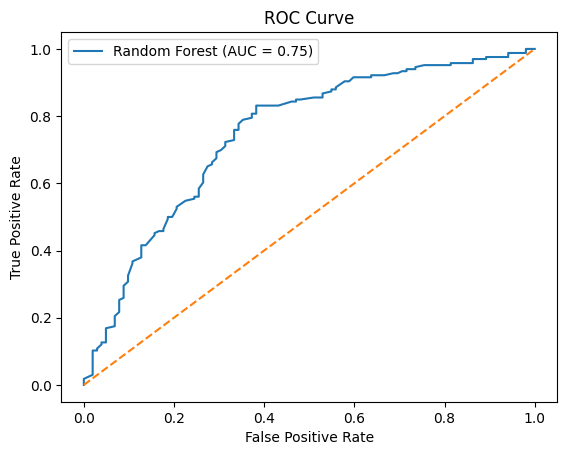 ROC Curve
Random Forest (AUC = 0.75)
True Positive Rate
1.0
0.8
0.6
0.4
0.2
0.0
0.0 0.2 0.4 0.6 0.8 1.0
False Positive Rate